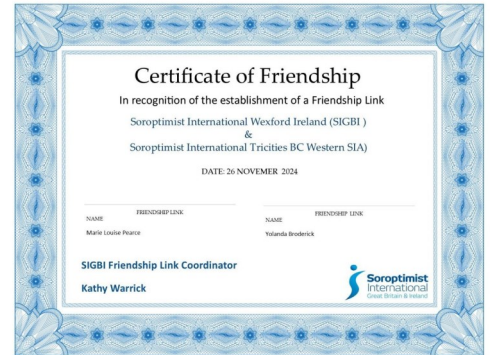 Certificate of Friendship
In recognition of the establishment of a Friendship Link
Soroptimist International Wexford Ireland (SIGBI )
&
Soroptimist International Tricities BC Western SIA)
DATE: 26 NOVEMER 2024
FRIENDSHIP LINK
NAME
Marie Louise Pearce
FRIENDSHIP LINK
NAME
Yolanda Broderick
SIGBI Friendship Link Coordinator
Kathy Warrick
Soroptimist
International
Great Britain & Ireland